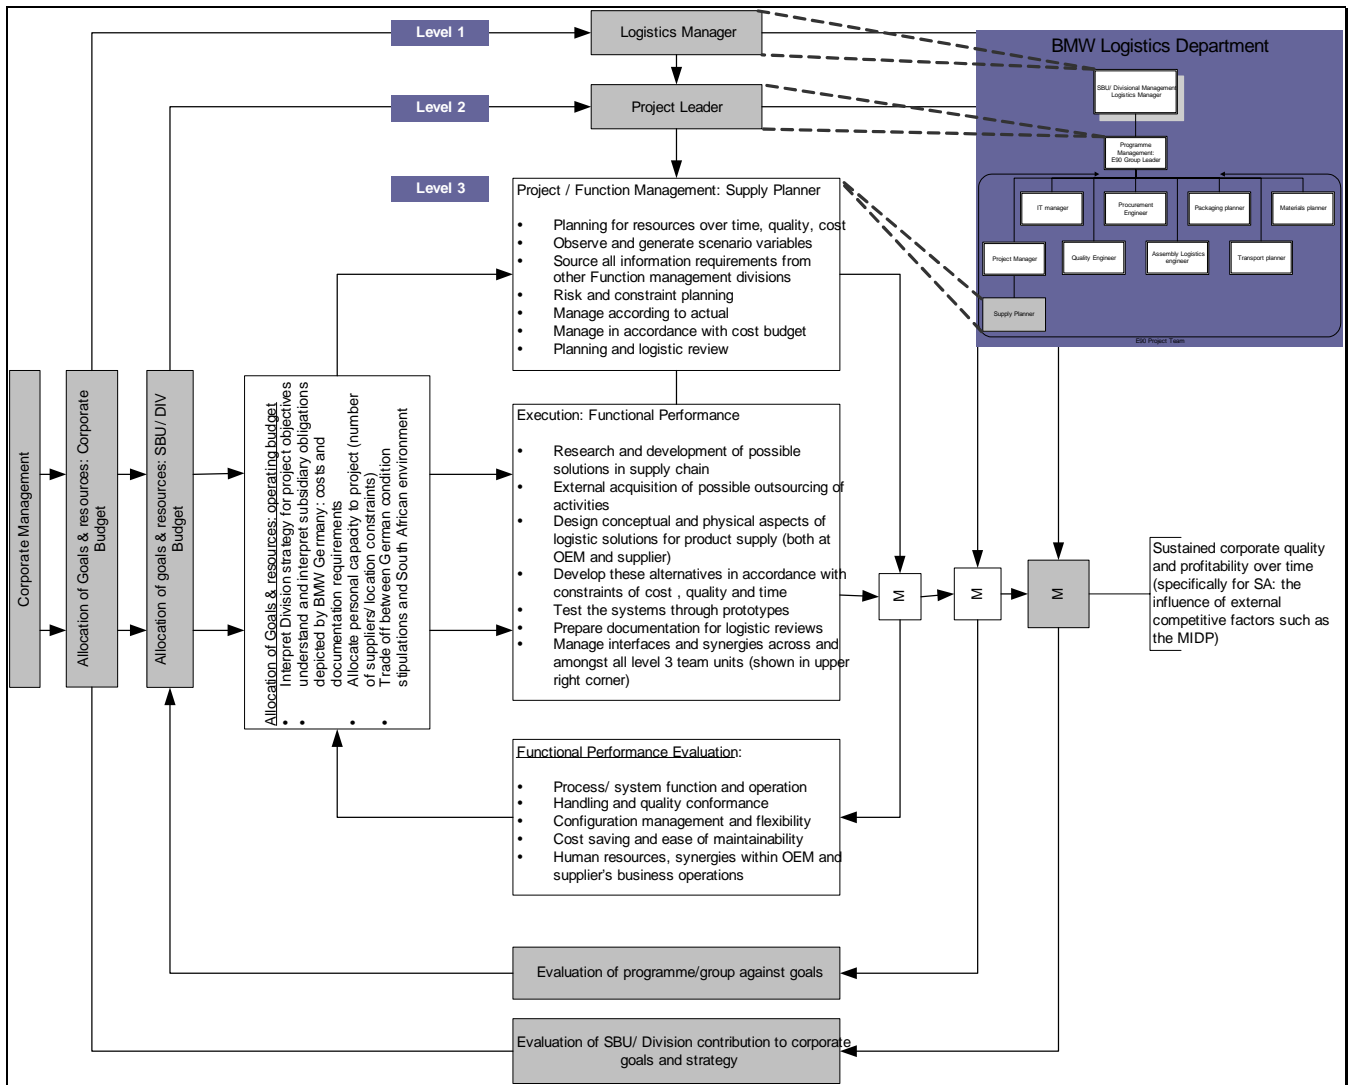 Level 1
Logistics Manager
BMW Logistics Department
SBU/ Divisional Management
Logistics Manager
Level 2
Project Leader
Programme
Management:
E90 Group Leader
Level 3
Project / Function Management: Supply Planner
• Planning for resources over time, quality, cost
• Observe and generate scenario variables
• Source all information requirements from
other Function management divisions
• Risk and constraint planning
• Manage according to actual
• Manage in accordance with cost budget
• Planning and logistic review
IT manager
Procurement
Engineer
Packaging planner
Materials planner
Project Manager
Quality Engineer
Assembly Logistics
engineer
Transport planner
Supply Planner
E90 Project Team
Corporate Management
Allocation of Goals & resources: Corporate
Budget
Allocation of goals & resources: SBU/ DIV
Budget
Allocation of Goals & resources: operating budget
• Interpret Division strategy for project objectives
• understand and interpret subsidiary obligations
depicted by BMW Germany: costs and
documentation requirements
• Allocate personal capacity to project (number
of suppliers/ location constraints)
• Trade off between German condition
stipulations and South African environment
Execution: Functional Performance
• Research and development of possible
solutions in supply chain
• External acquisition of possible outsourcing of
activities
• Design conceptual and physical aspects of
logistic solutions for product supply (both at
OEM and supplier)
• Develop these alternatives in accordance with
constraints of cost , quality and time
• Test the systems through prototypes
• Prepare documentation for logistic reviews
• Manage interfaces and synergies across and
amongst all level 3 team units (shown in upper
right corner)
M
M
M
Sustained corporate quality
and profitability over time
(specifically for SA: the
influence of external
competitive factors such as
the MIDP)
Functional Performance Evaluation:
• Process/ system function and operation
• Handling and quality conformance
• Configuration management and flexibility
• Cost saving and ease of maintainability
• Human resources, synergies within OEM and
supplier's business operations
Evaluation of programme/group against goals
Evaluation of SBU/ Division contribution to corporate
goals and strategy